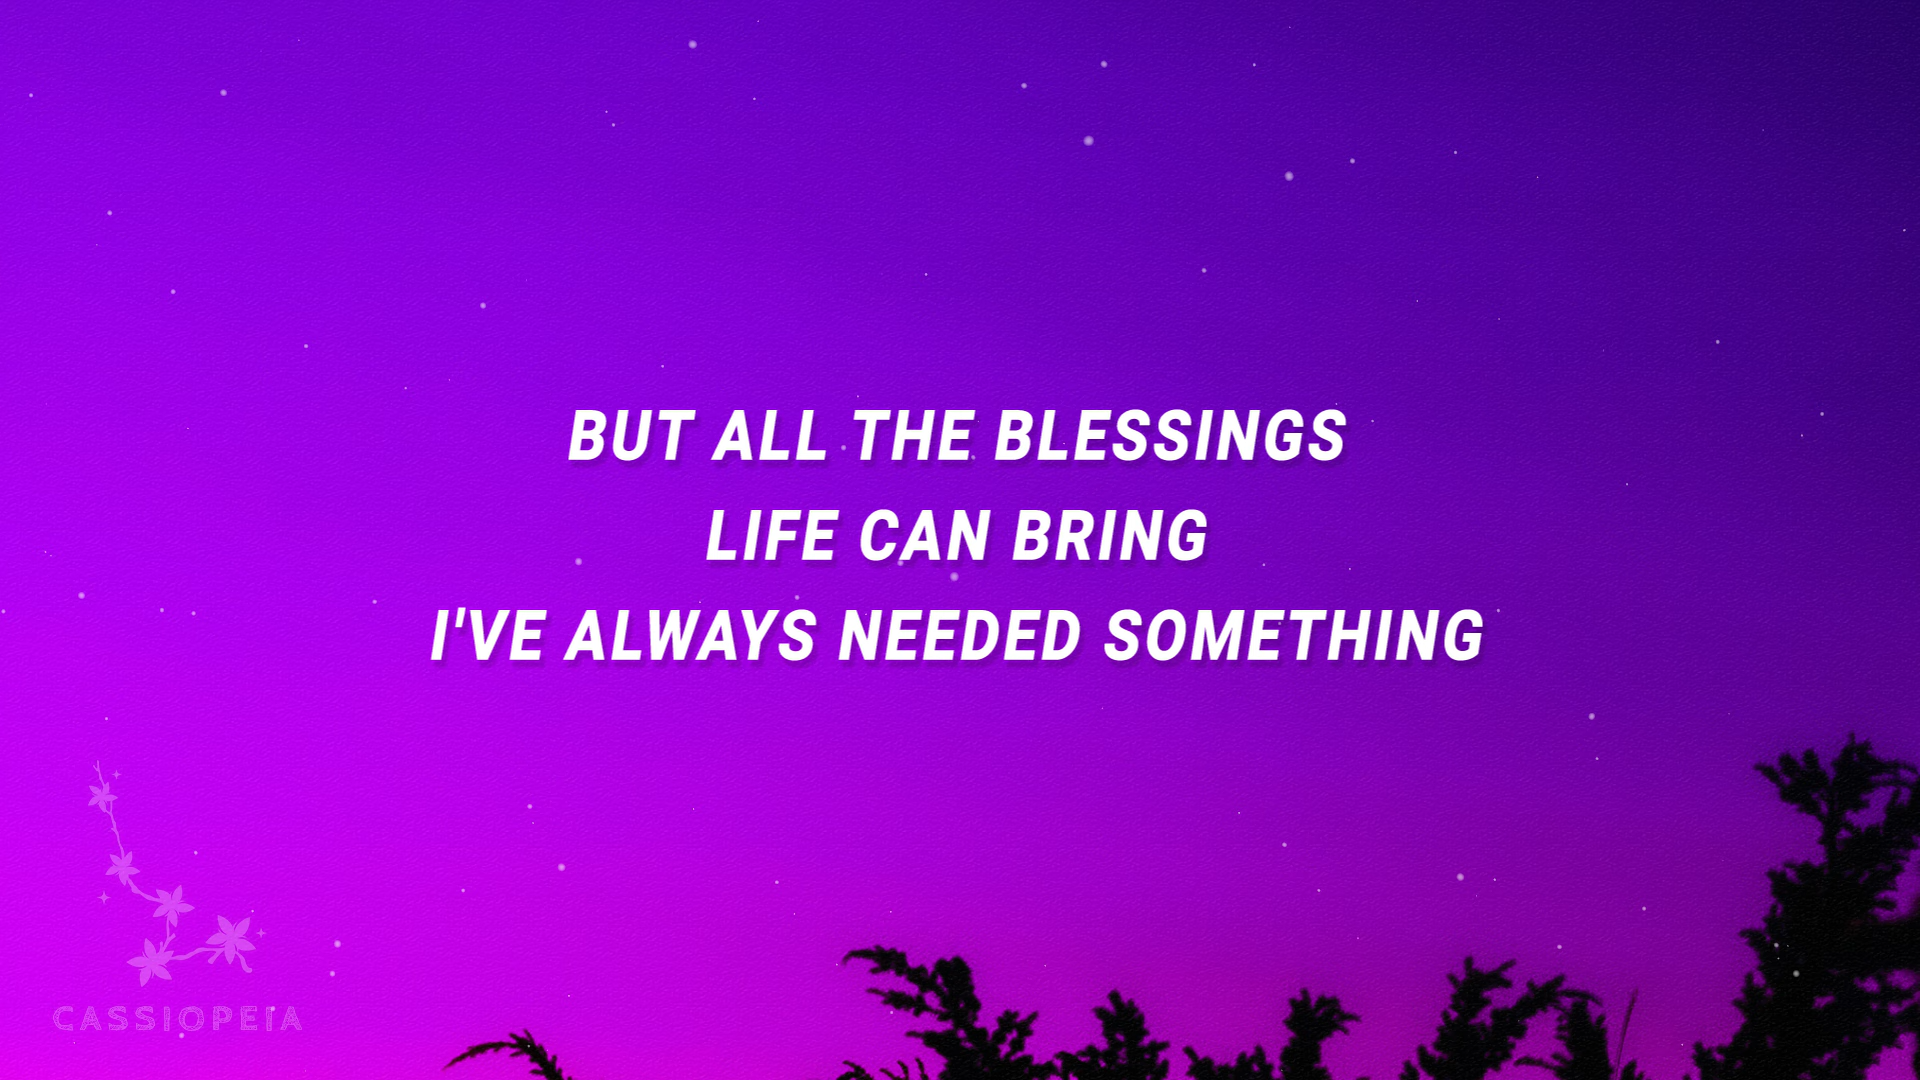 BUT ALL THE BLESSINGS
LIFE CAN BRING
I'VE ALWAYS NEEDED SOMETHING
CASSIOPEIA